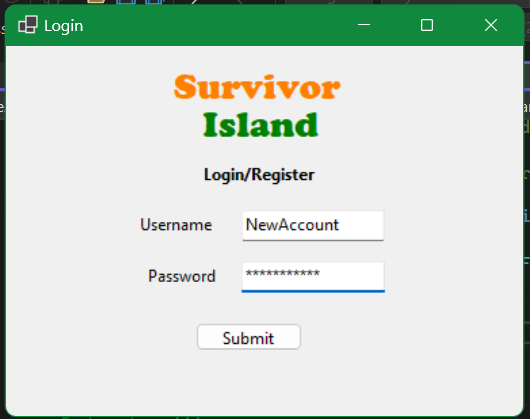 Login
Survivor
Island
Login/Register
Username NewAccount
Password ***********
Submit